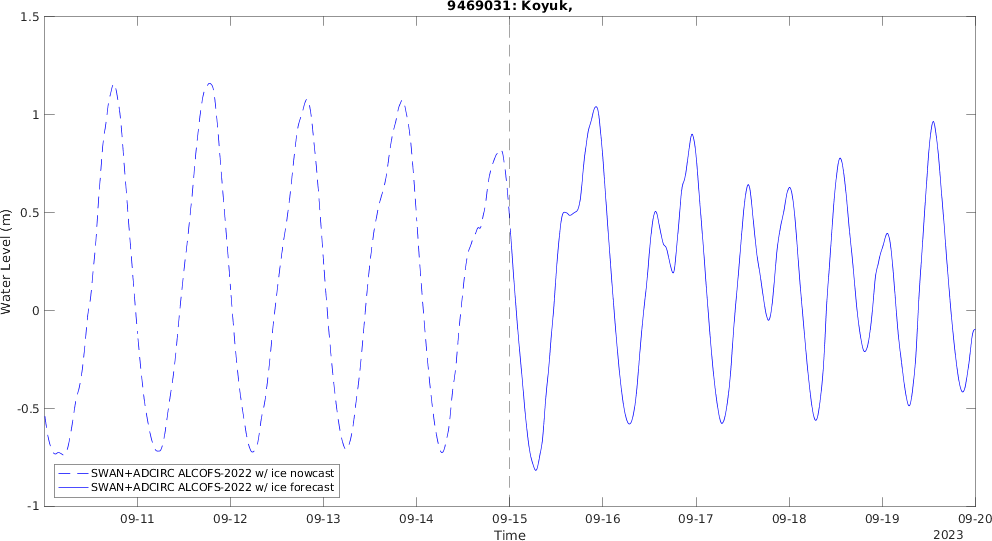 9469031: Koyuk,
1.5
1
0.5
0
-0.5
-1
Water Level (m)
SWAN+ADCIRC ALCOFS-2022 w/ ice nowcast
SWAN+ADCIRC ALCOFS-2022 w/ ice forecast
09-11 09-12 09-13 09-14 09-15 09-16 09-17 09-18 09-19 09-20
Time
2023